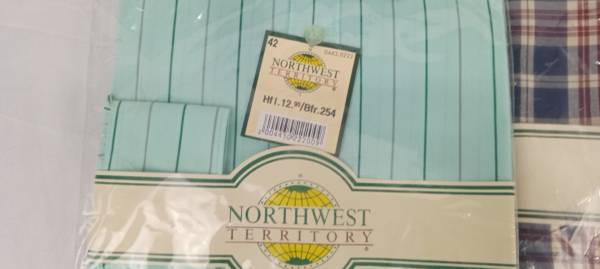 42
NORTHWEST
TERRITORY
®
Hfl.12.95/Bfr.254
NORTHWEST
TERRITORY
®